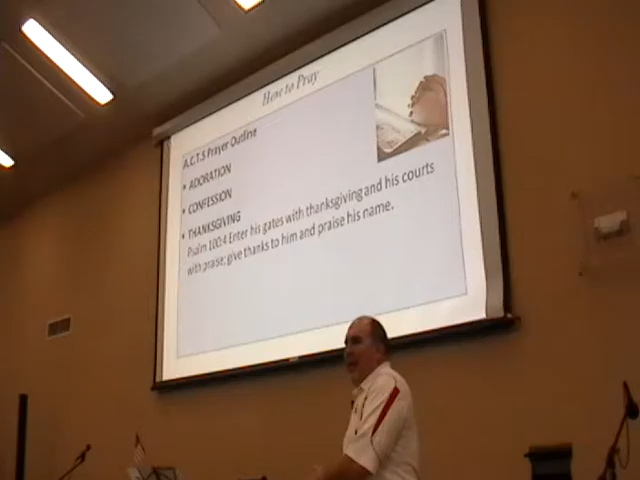 How to Pray
A.C.T.S Prayer Outline
• ADORATION
• CONFESSION
• THANKSGIVING
Psalm 100:4 Enter his gates with thanksgiving and his courts
with praise; give thanks to him and praise his name.